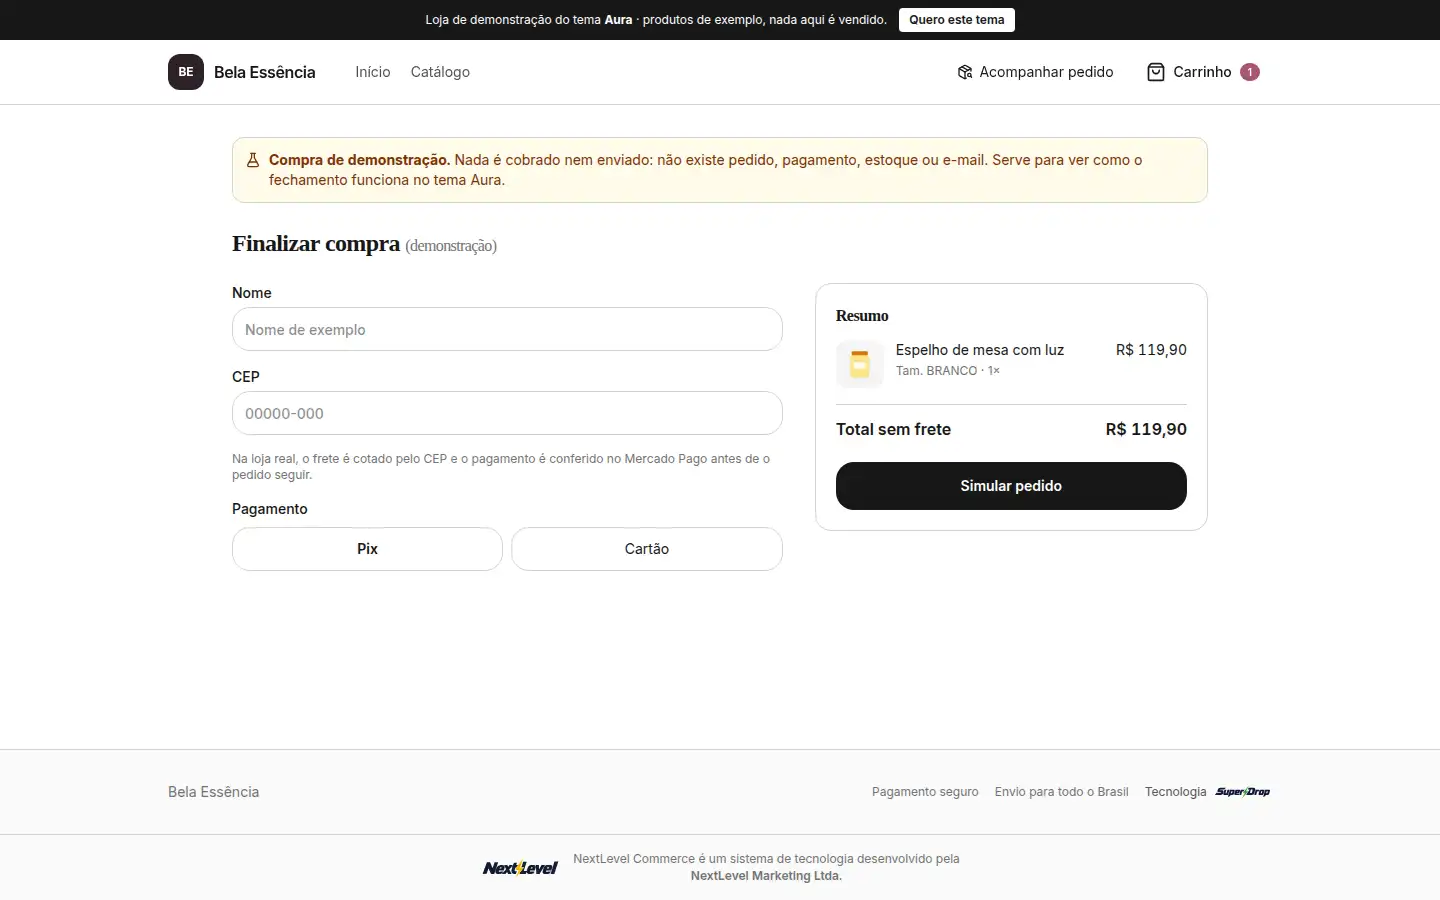 Loja de demonstração do tema Aura · produtos de exemplo, nada aqui é vendido. Quero este tema
BE Bela Essência Início Catálogo Acompanhar pedido Carrinho 1
Compra de demonstração. Nada é cobrado nem enviado: não existe pedido, pagamento, estoque ou e-mail. Serve para ver como o
fechamento funciona no tema Aura.
Finalizar compra (demonstração)
Nome
Nome de exemplo
CEP
00000-000
Na loja real, o frete é cotado pelo CEP e o pagamento é conferido no Mercado Pago antes de o
pedido seguir.
Pagamento
Pix Cartão
Resumo
Espelho de mesa com luz R$ 119,90
Tam. BRANCO · 1×
Total sem frete R$ 119,90
Simular pedido
Bela Essência Pagamento seguro Envio para todo o Brasil Tecnologia SuperDrop
NextLevel NextLevel Commerce é um sistema de tecnologia desenvolvido pela
NextLevel Marketing Ltda.